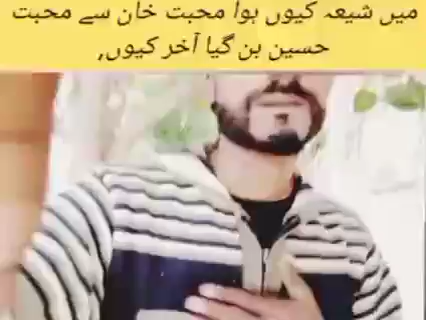 میں شیعہ کیوں ہوا محبت خان سے محبت
حسین بن گیا آخر کیوں,